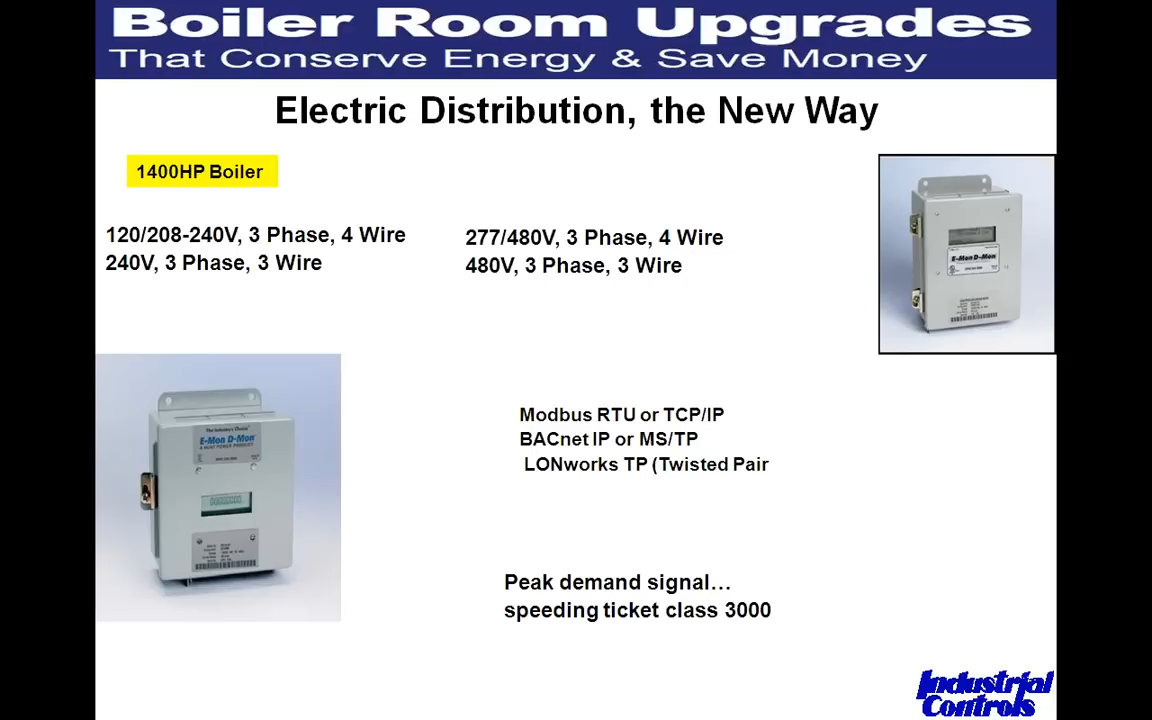 Boiler Room Upgrades
That Conserve Energy & Save Money
Electric Distribution, the New Way
1400HP Boiler
120/208-240V, 3 Phase, 4 Wire
240V, 3 Phase, 3 Wire
277/480V, 3 Phase, 4 Wire
480V, 3 Phase, 3 Wire
E-Mon D-Mon
The Industry's Choice
E-Mon D-Mon
Modbus RTU or TCP/IP
BACnet IP or MS/TP
LONworks TP (Twisted Pair
Peak demand signal…
speeding ticket class 3000
Industrial
Controls